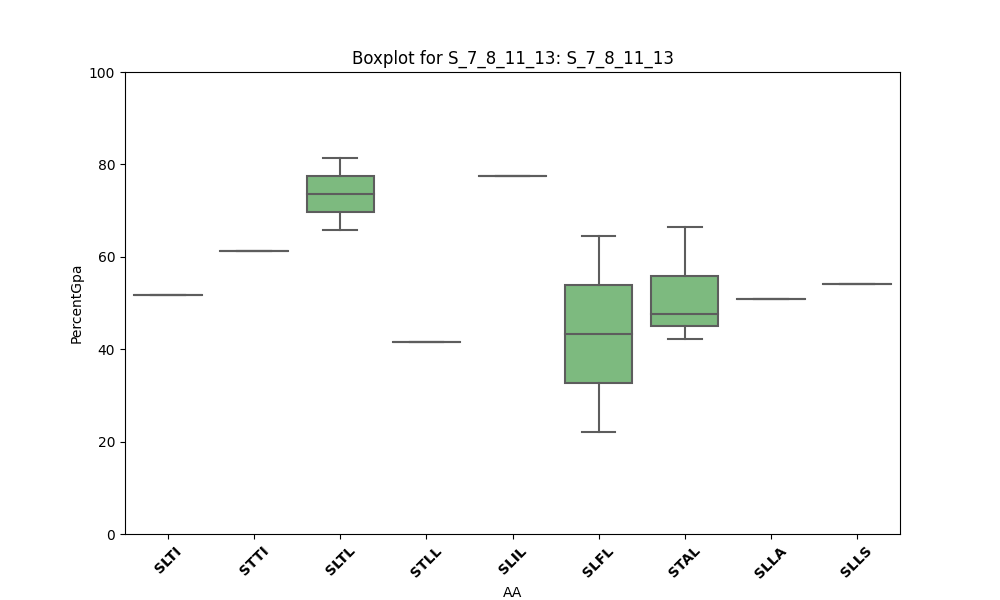 Boxplot for S_7_8_11_13: S_7_8_11_13
100
80
60
40
20
0
PercentGpa
SLTI
STTI
SLTL
STLL
SLIL
SLFL
STAL
SLLA
SLLS
AA